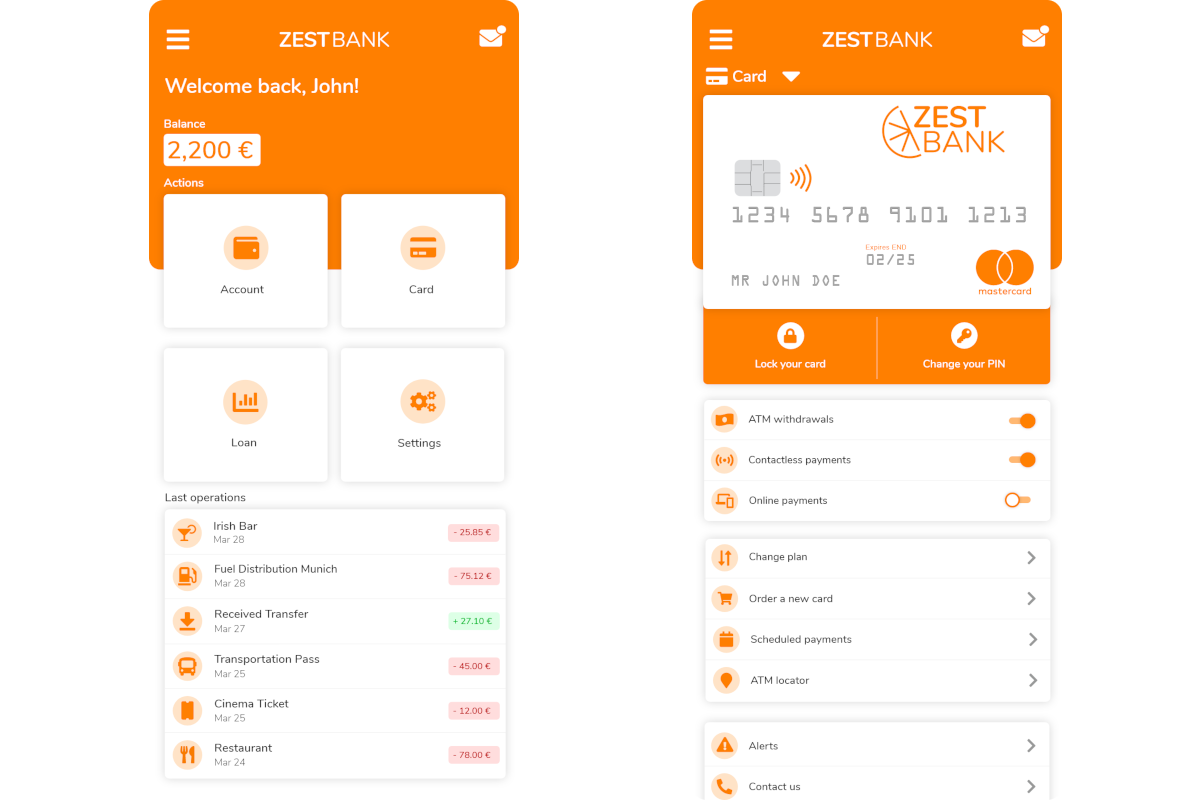 ZEST BANK
Welcome back, John!
Balance
2,200 €
Actions
Account
Card
Loan
Settings
Last operations
Irish Bar
Mar 28
- 25.85 €
Fuel Distribution Munich
Mar 28
- 75.12 €
Received Transfer
Mar 27
+ 27.10 €
Transportation Pass
Mar 25
- 45.00 €
Cinema Ticket
Mar 25
- 12.00 €
Restaurant
Mar 24
- 78.00 €
ZEST BANK
Card
ZEST
BANK
1234 5678 9101 1213
Expires END
02/25
MR JOHN DOE
mastercard
Lock your card
Change your PIN
ATM withdrawals
Contactless payments
Online payments
Change plan
Order a new card
Scheduled payments
ATM locator
Alerts
Contact us